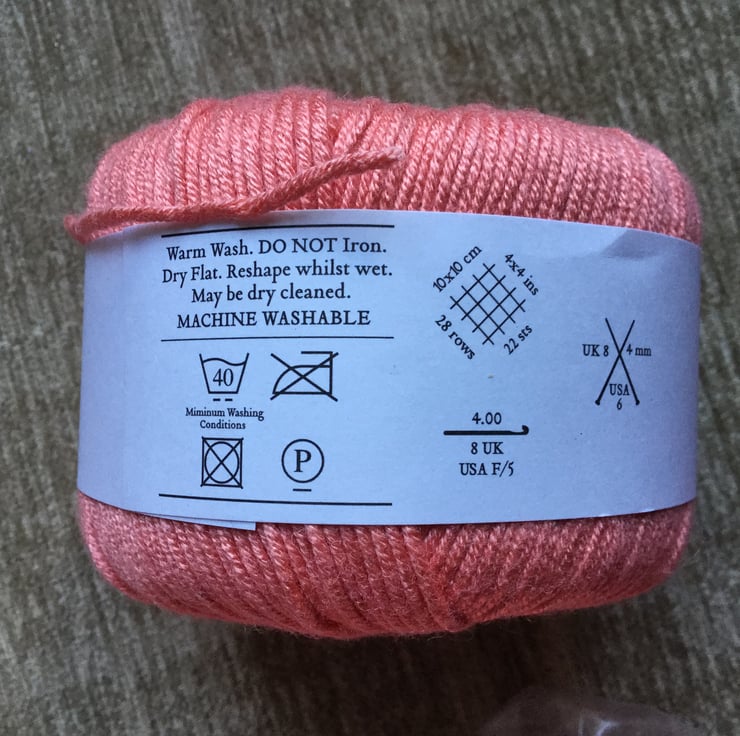 Warm Wash. DO NOT Iron.
Dry Flat. Reshape whilst wet.
May be dry cleaned.
MACHINE WASHABLE
40
Miminum Washing
Conditions
P
10x10 cm
4x4 ins
28 rows
22 sts
4.00
8 UK
USA F/5
UK 8
4 mm
USA
6